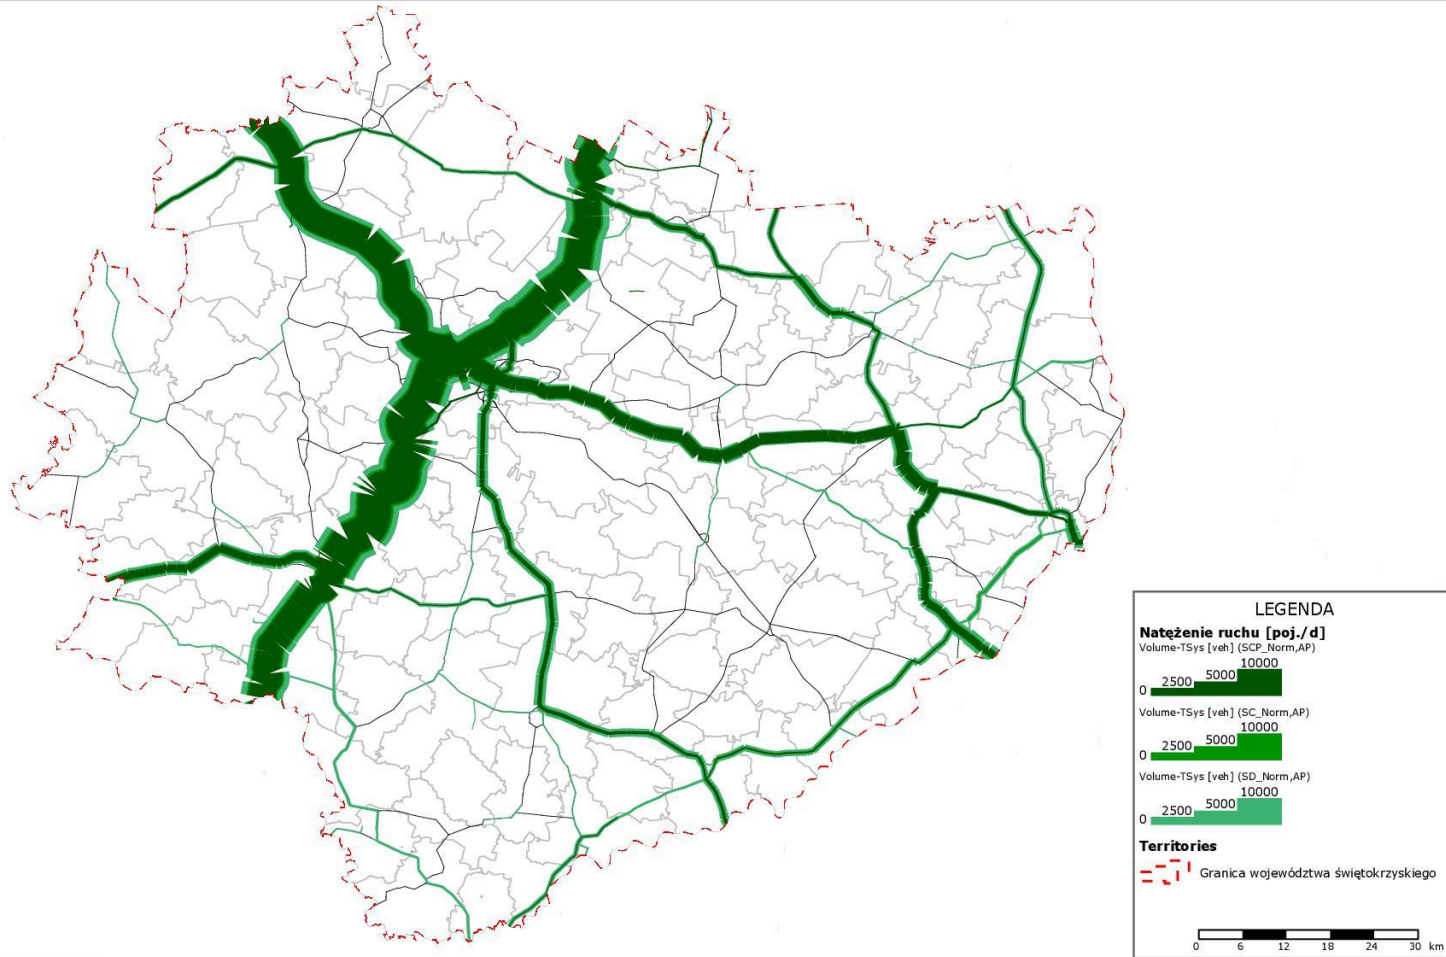 LEGENDA
Natężenie ruchu [poj./d]
Volume-TSys [veh] (SCP_Norm,AP)
0 2500 5000 10000
Volume-TSys [veh] (SC_Norm,AP)
0 2500 5000 10000
Volume-TSys [veh] (SD_Norm,AP)
0 2500 5000 10000
Territories
Granica województwa świętokrzyskiego
0 6 12 18 24 30 km